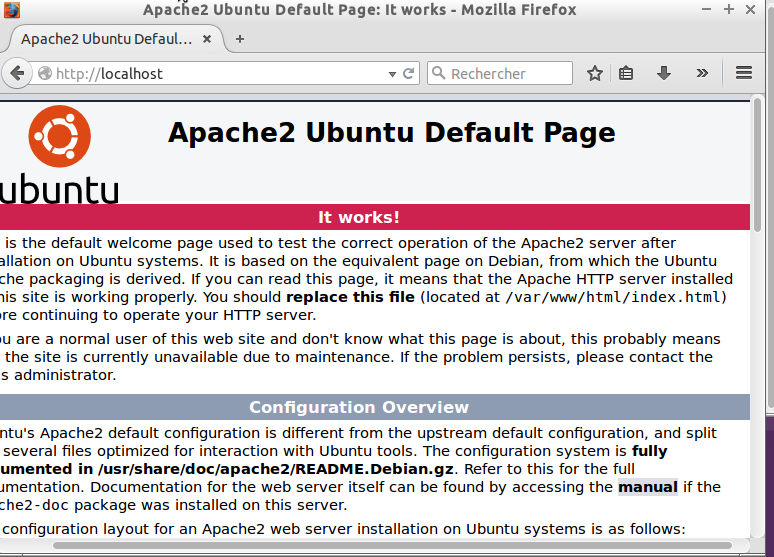 Apache2 Ubuntu Default Page: It works - Mozilla Firefox
Apache2 Ubuntu Defaul...
http://localhost
Rechercher
Apache2 Ubuntu Default Page
ubuntu
It works!
is the default welcome page used to test the correct operation of the Apache2 server after
allation on Ubuntu systems. It is based on the equivalent page on Debian, from which the Ubuntu
che packaging is derived. If you can read this page, it means that the Apache HTTP server installed
his site is working properly. You should replace this file (located at /var/www/html/index.html)
re continuing to operate your HTTP server.
ou are a normal user of this web site and don't know what this page is about, this probably means
the site is currently unavailable due to maintenance. If the problem persists, please contact the
s administrator.
Configuration Overview
ntu's Apache2 default configuration is different from the upstream default configuration, and split
several files optimized for interaction with Ubuntu tools. The configuration system is fully
umented in /usr/share/doc/apache2/README.Debian.gz. Refer to this for the full
umentation. Documentation for the web server itself can be found by accessing the manual if the
che2-doc package was installed on this server.
configuration layout for an Apache2 web server installation on Ubuntu systems is as follows: